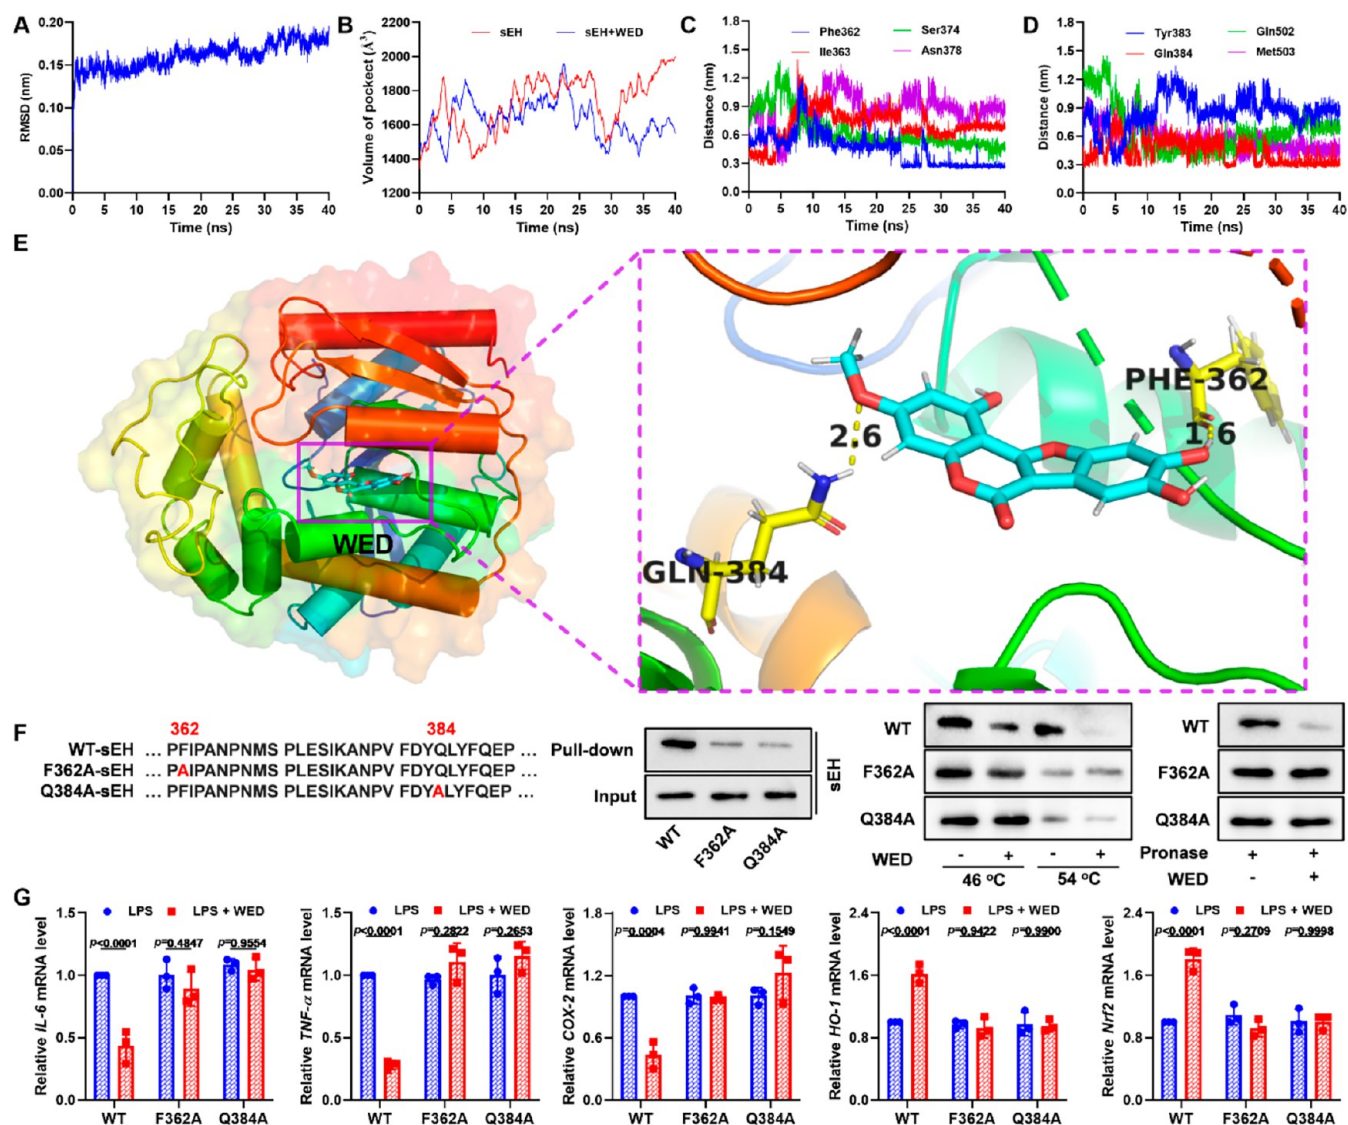 A
RMSD (nm)
0.20
0.15
0.10
0.05
0.00
0 5 10 15 20 25 30 35 40
Time (ns)
B
Volume of pockect (Å³)
sEH sEH+WED
2200
2000
1800
1600
1400
1200
0 5 10 15 20 25 30 35 40
Time (ns)
C
Distance (nm)
Phe362 Ser374
Ile363 Asn378
1.8
1.5
1.2
0.9
0.6
0.3
0.0
0 5 10 15 20 25 30 35 40
Time (ns)
D
Distance (nm)
Tyr383 Gln502
Gln384 Met503
1.8
1.5
1.2
0.9
0.6
0.3
0.0
0 5 10 15 20 25 30 35 40
Time (ns)
E
WED
PHE-362
2.6
1.6
GLN-384
F
362 384
WT-sEH ... PFIPANPNMS PLESIKANPV FDYQLYFQEP ...
F362A-sEH ... PAIPANPNMS PLESIKANPV FDYQLYFQEP ...
Q384A-sEH ... PFIPANPNMS PLESIKANPV FDYALYFQEP ...
Pull-down
Input
WT F362A Q384A
sEH
WT
F362A
Q384A
WED - + - +
46 °C 54 °C
WT
F362A
Q384A
Pronase + +
WED - +
G
Relative IL-6 mRNA level
LPS LPS + WED
p<0.0001 p=0.4847 p=0.9554
1.5
1.0
0.5
0.0
WT F362A Q384A
Relative TNF-α mRNA level
LPS LPS + WED
p<0.0001 p=0.2822 p=0.2653
1.5
1.0
0.5
0.0
WT F362A Q384A
Relative COX-2 mRNA level
LPS LPS + WED
p=0.0004 p=0.9941 p=0.1549
1.8
1.2
0.6
0.0
WT F362A Q384A
Relative HO-1 mRNA level
LPS LPS + WED
p<0.0001 p=0.9422 p=0.9900
2.4
1.6
0.8
0.0
WT F362A Q384A
Relative Nrf2 mRNA level
LPS LPS + WED
p<0.0001 p=0.2709 p=0.9998
2.4
1.6
0.8
0.0
WT F362A Q384A